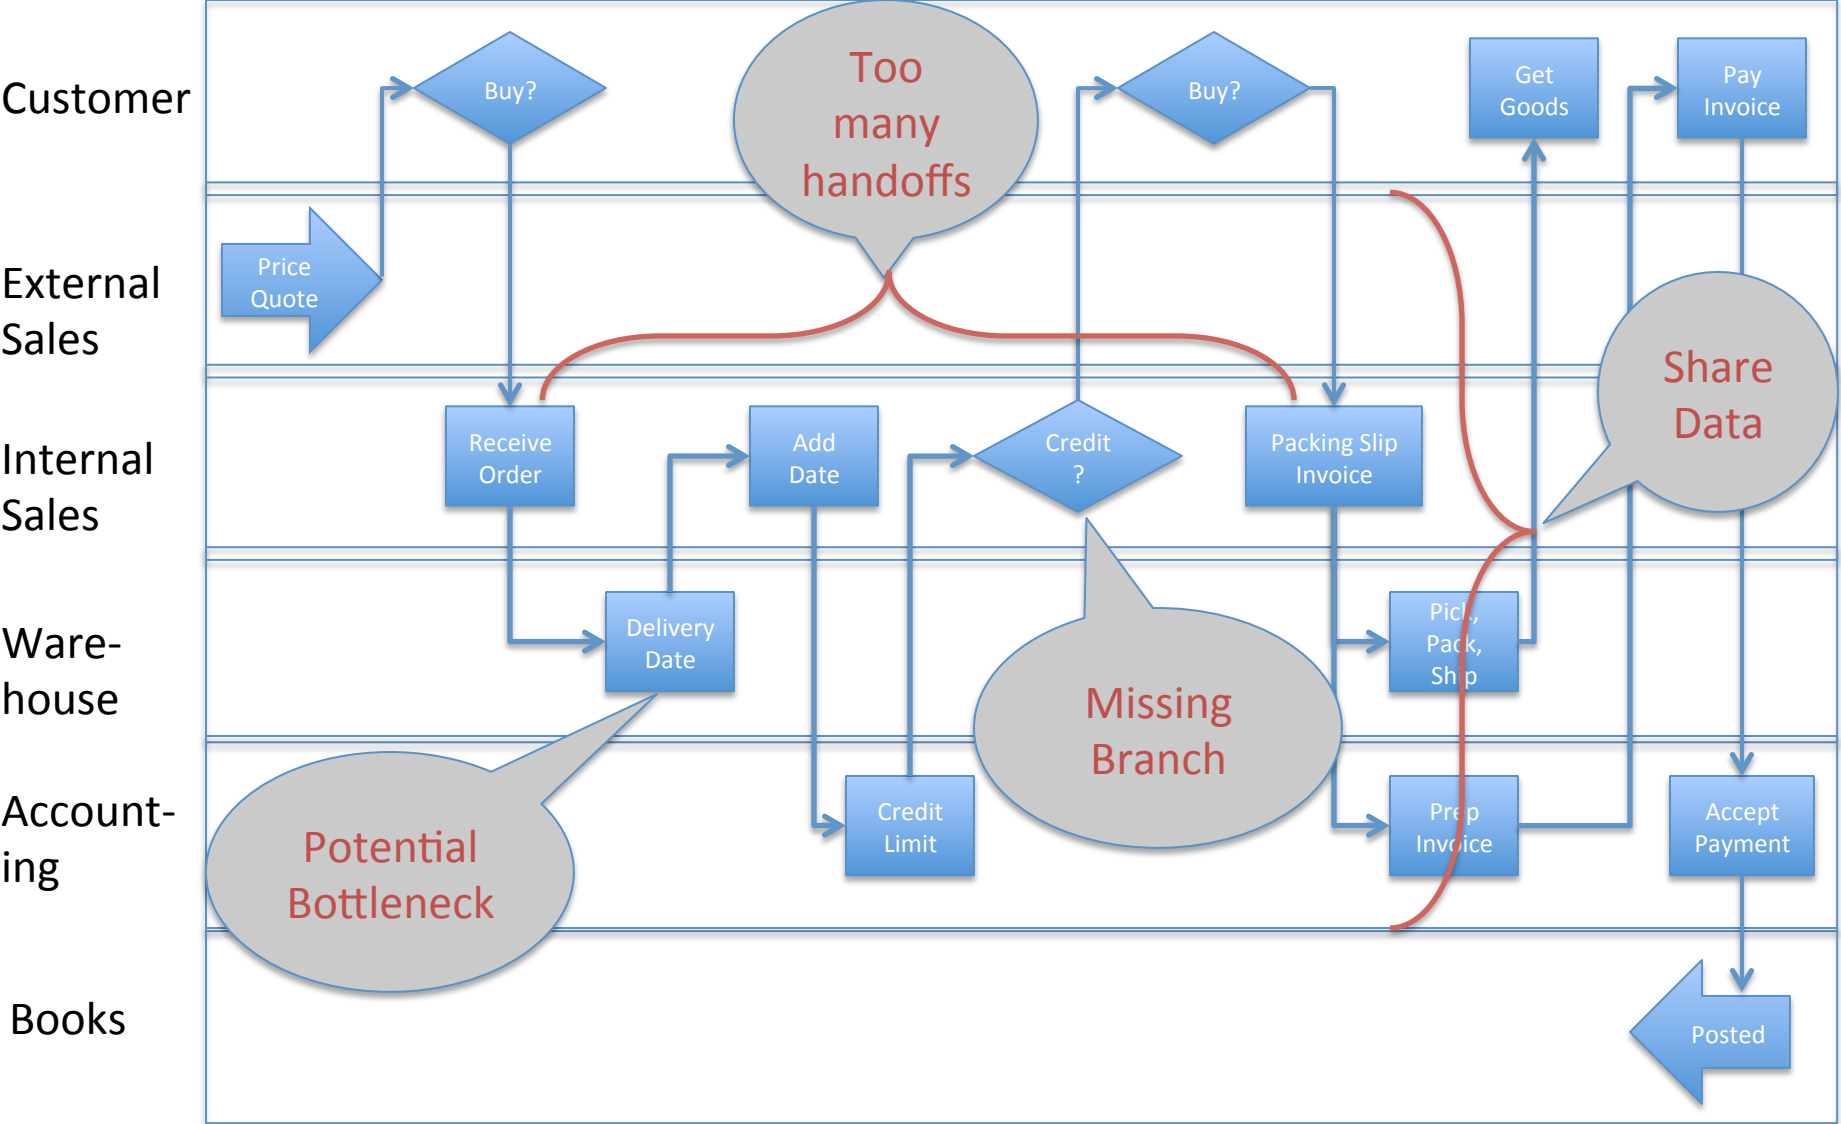 Customer
Buy?
Too
many
handoffs
Buy?
Get
Goods
Pay
Invoice
External
Sales
Price
Quote
Share
Data
Internal
Sales
Receive
Order
Add
Date
Credit
?
Packing Slip
Invoice
Ware-
house
Delivery
Date
Missing
Branch
Pick,
Pack,
Ship
Account-
ing
Potential
Bottleneck
Credit
Limit
Prep
Invoice
Accept
Payment
Books
Posted